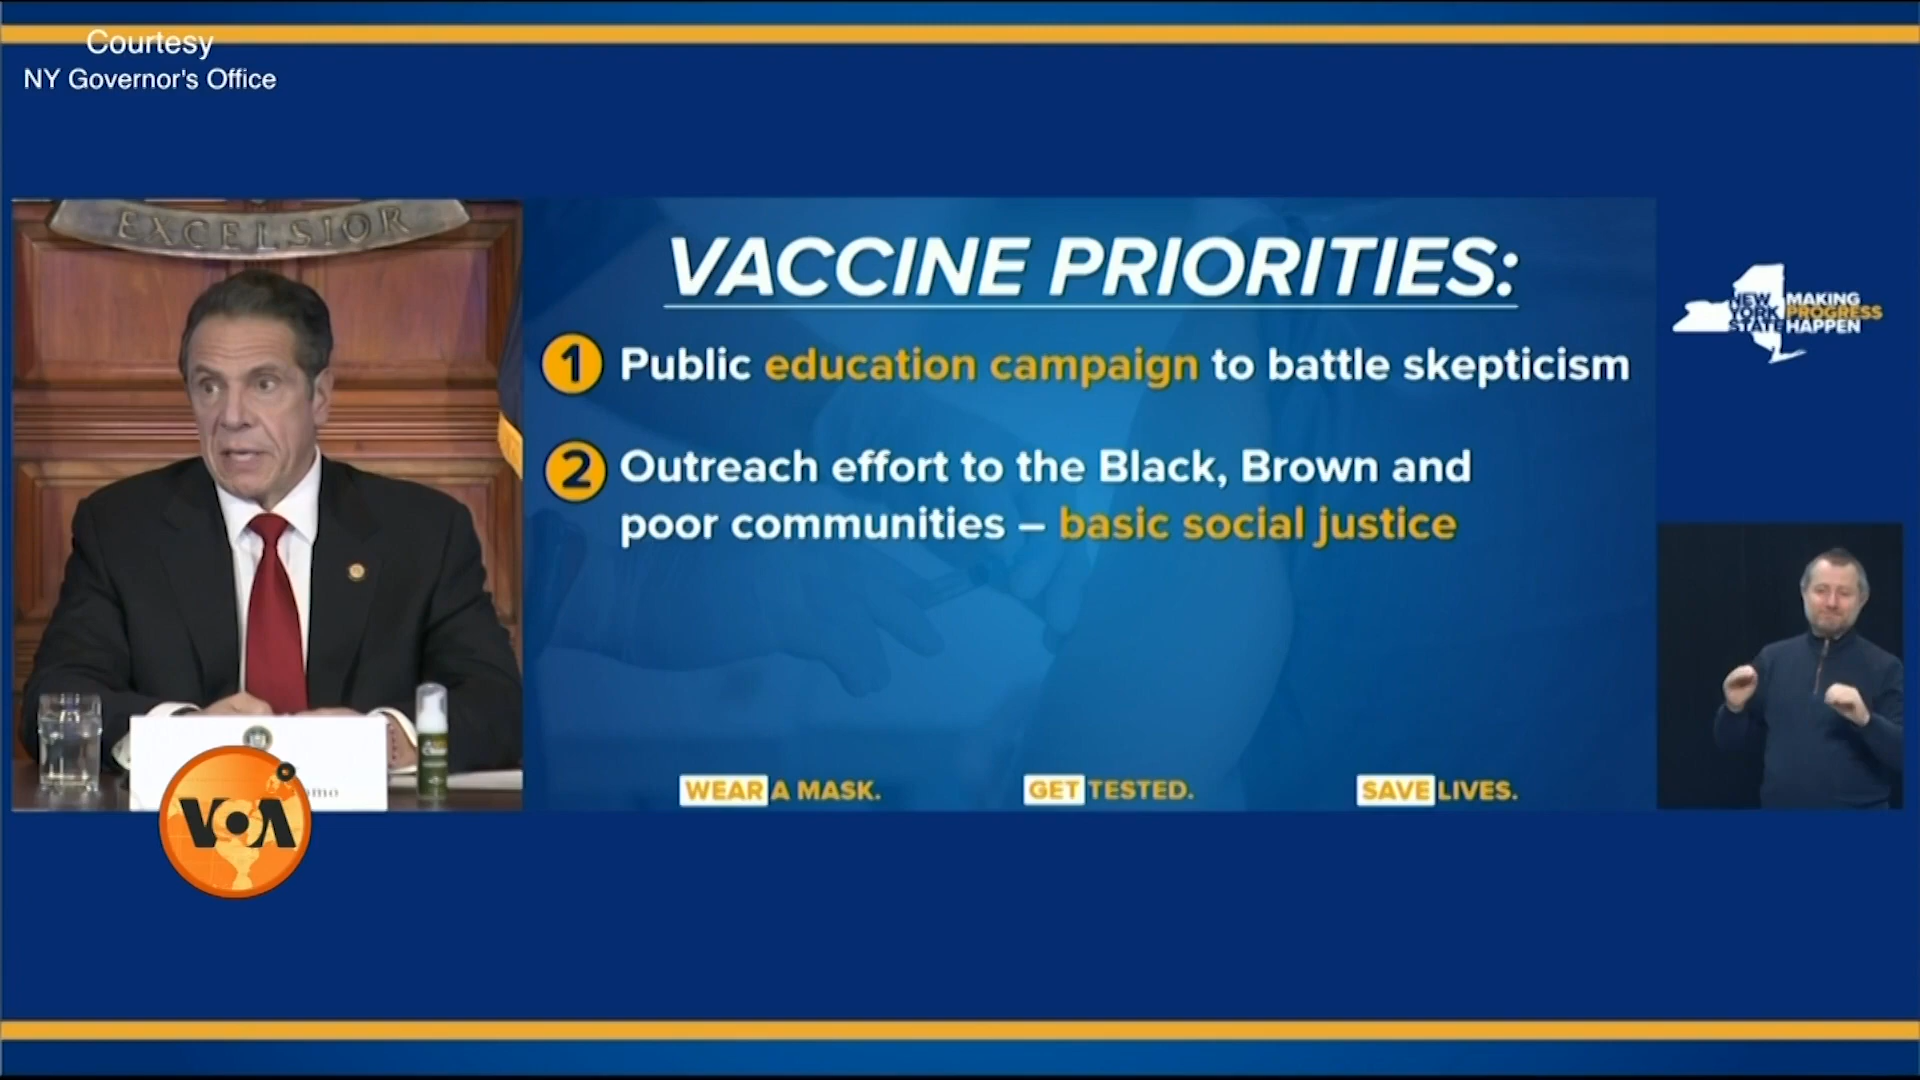 Courtesy
NY Governor's Office
EXCELSIOR
VACCINE PRIORITIES:
1 Public education campaign to battle skepticism
2 Outreach effort to the Black, Brown and
poor communities – basic social justice
WEAR A MASK.
GET TESTED.
SAVE LIVES.
NEW
YORK
STATE
MAKING
PROGRESS
HAPPEN
VOA